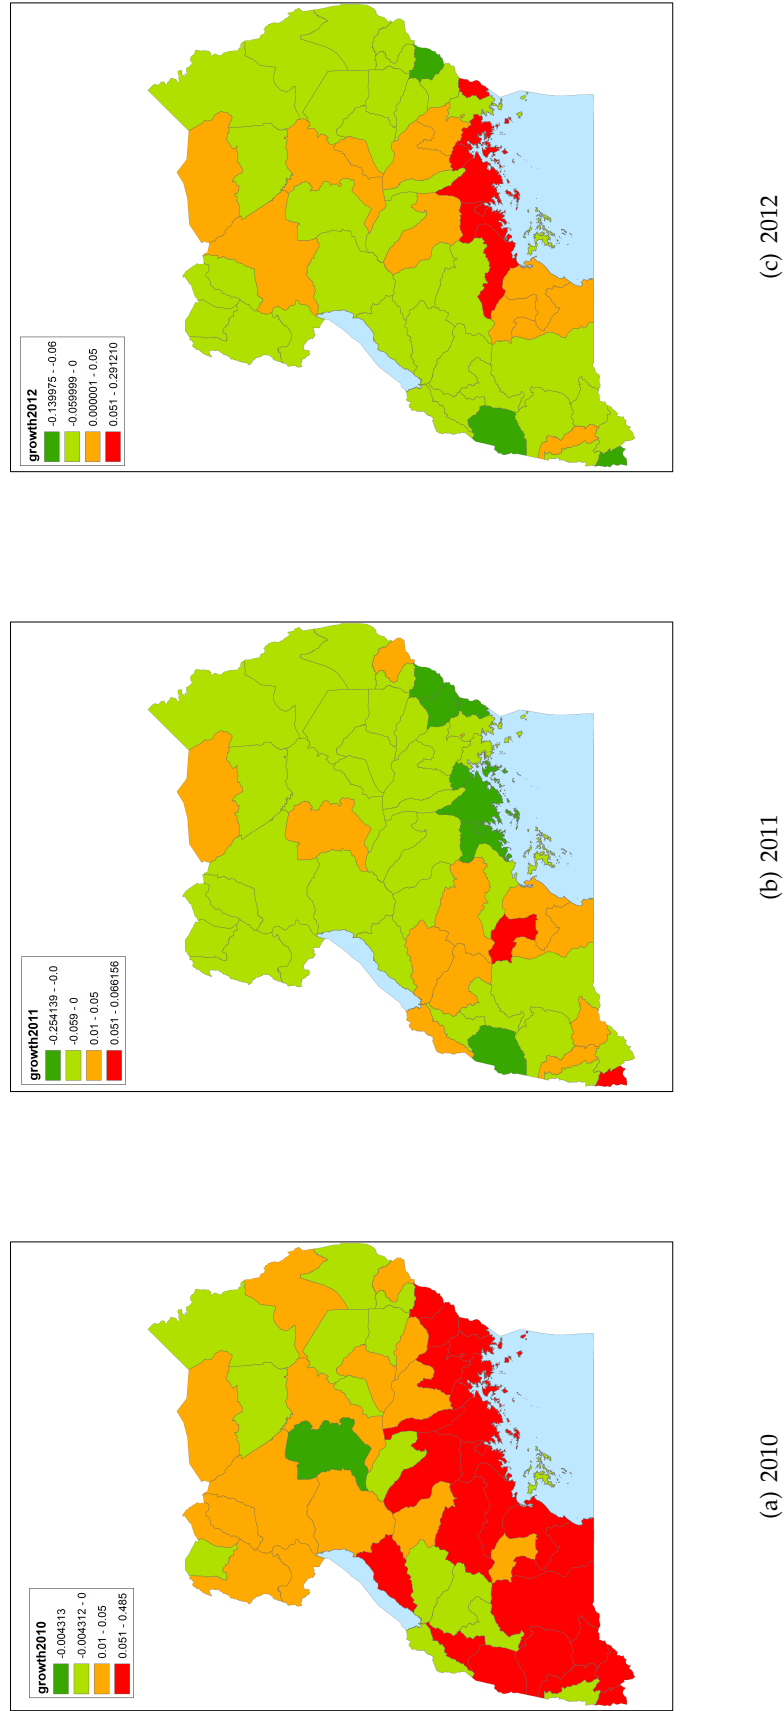 growth2010
-0.004313
-0.004312 - 0
0.01 - 0.05
0.051 - 0.485
(a) 2010
growth2011
-0.254139 - -0.0
-0.059 - 0
0.01 - 0.05
0.051 - 0.066156
(b) 2011
growth2012
-0.139975 - -0.06
-0.059999 - 0
0.000001 - 0.05
0.051 - 0.291210
(c) 2012